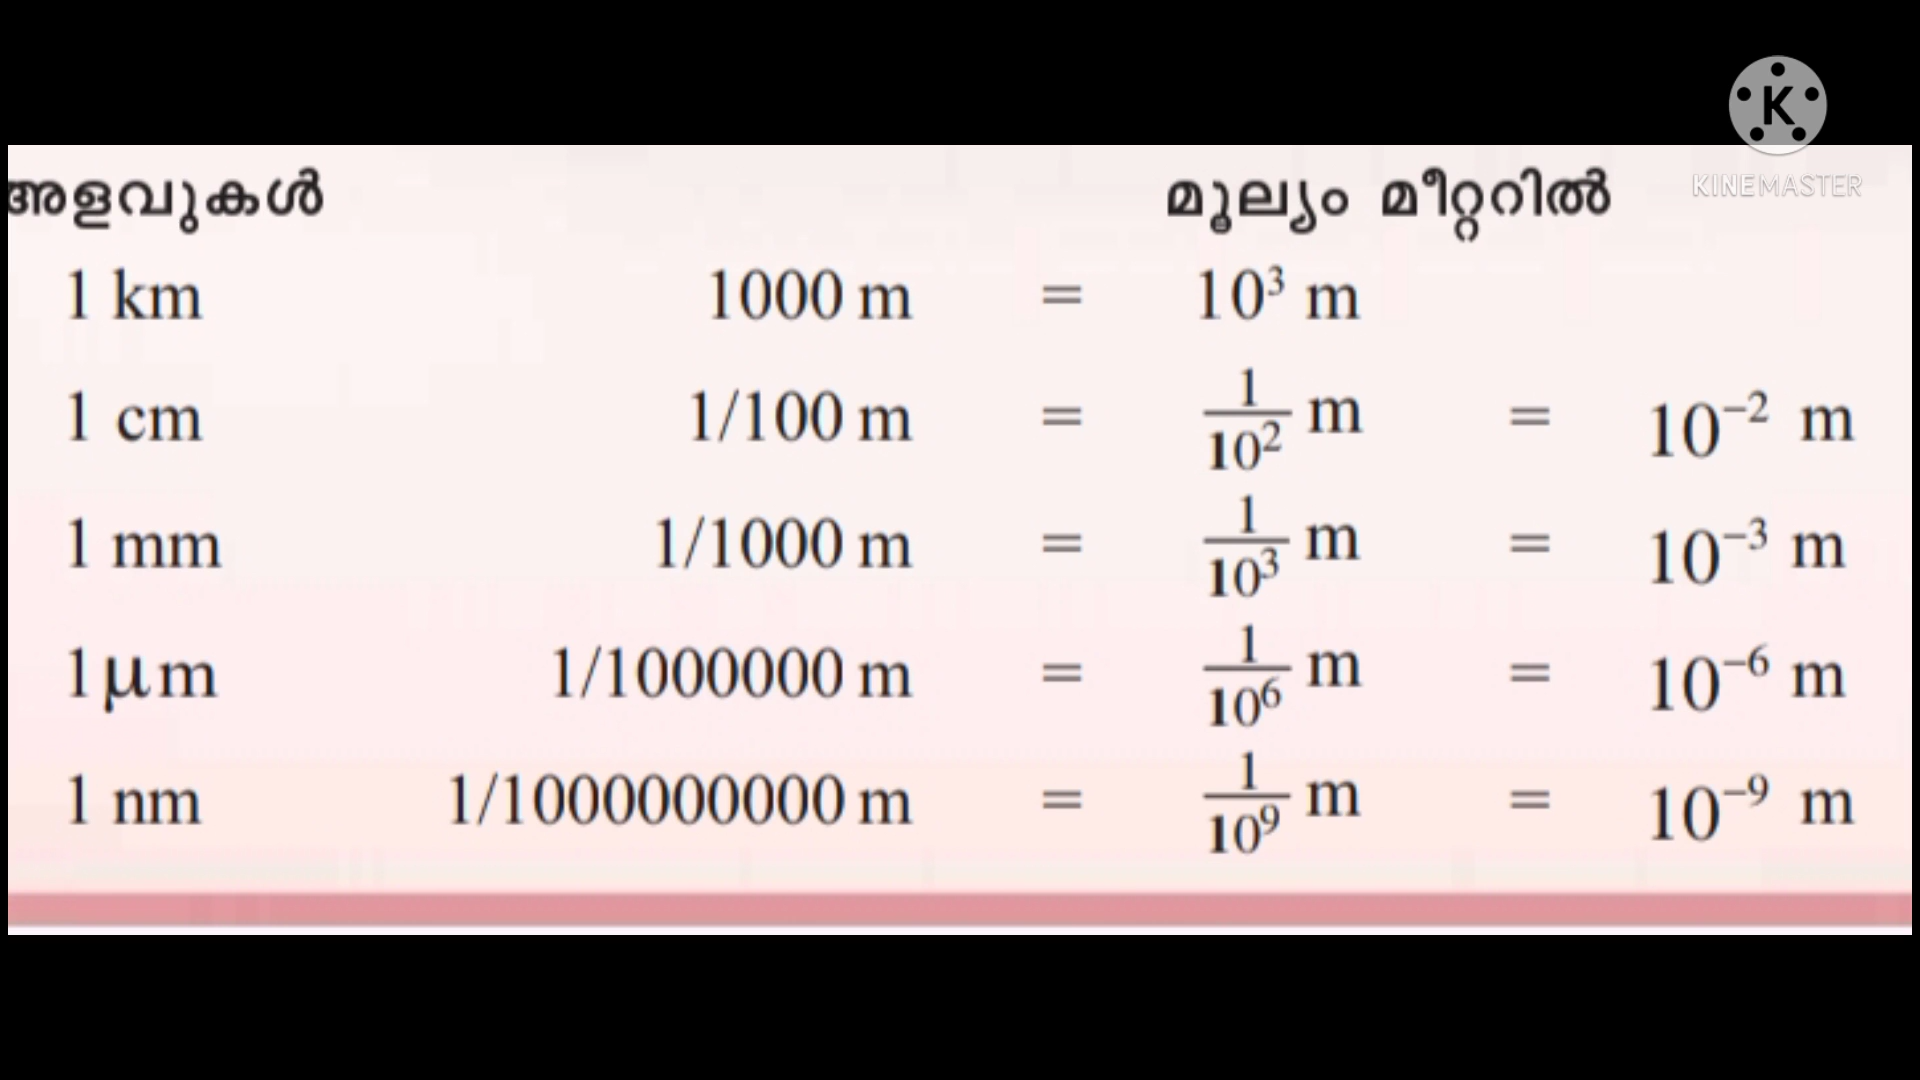 K
KINEMASTER
അളവുകൾ മൂല്യം മീറ്ററിൽ
1 km 1000 m = 10³ m
1 cm 1/100 m = 1/10² m = 10⁻² m
1 mm 1/1000 m = 1/10³ m = 10⁻³ m
1 μm 1/1000000 m = 1/10⁶ m = 10⁻⁶ m
1 nm 1/1000000000 m = 1/10⁹ m = 10⁻⁹ m